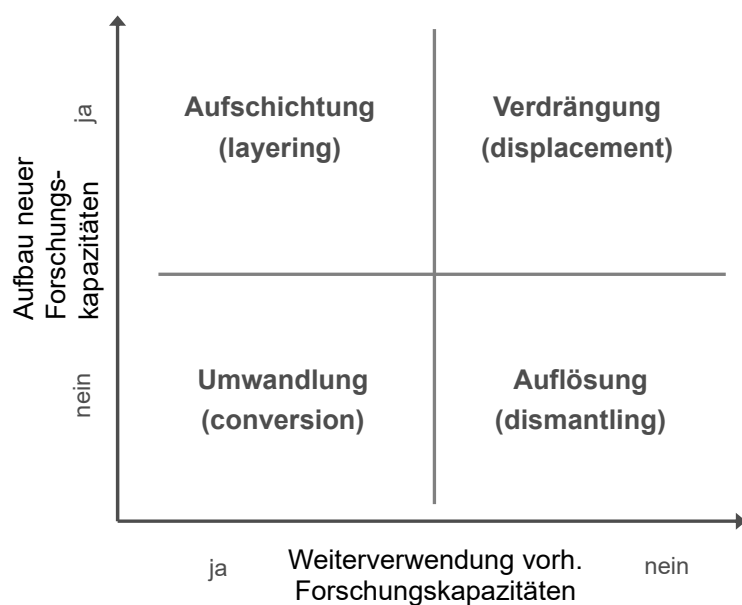 Aufschichtung
(layering)
Verdrängung
(displacement)
ja
Aufbau neuer
Forschungs-
kapazitäten
nein
Umwandlung
(conversion)
Auflösung
(dismantling)
ja
Weiterverwendung vorh.
Forschungskapazitäten
nein